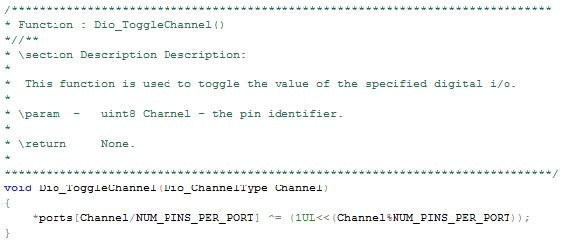 /******************************************************************************
* Function : Dio_ToggleChannel()
*//**
* \section Description Description:
*
*  This function is used to toggle the value of the specified digital i/o.
*
* \param  -   uint8 Channel - the pin identifier.
*
* \return     None.
*
*******************************************************************************/
void Dio_ToggleChannel(Dio_ChannelType Channel)
{
    *ports[Channel/NUM_PINS_PER_PORT] ^= (1UL<<(Channel%NUM_PINS_PER_PORT));
}